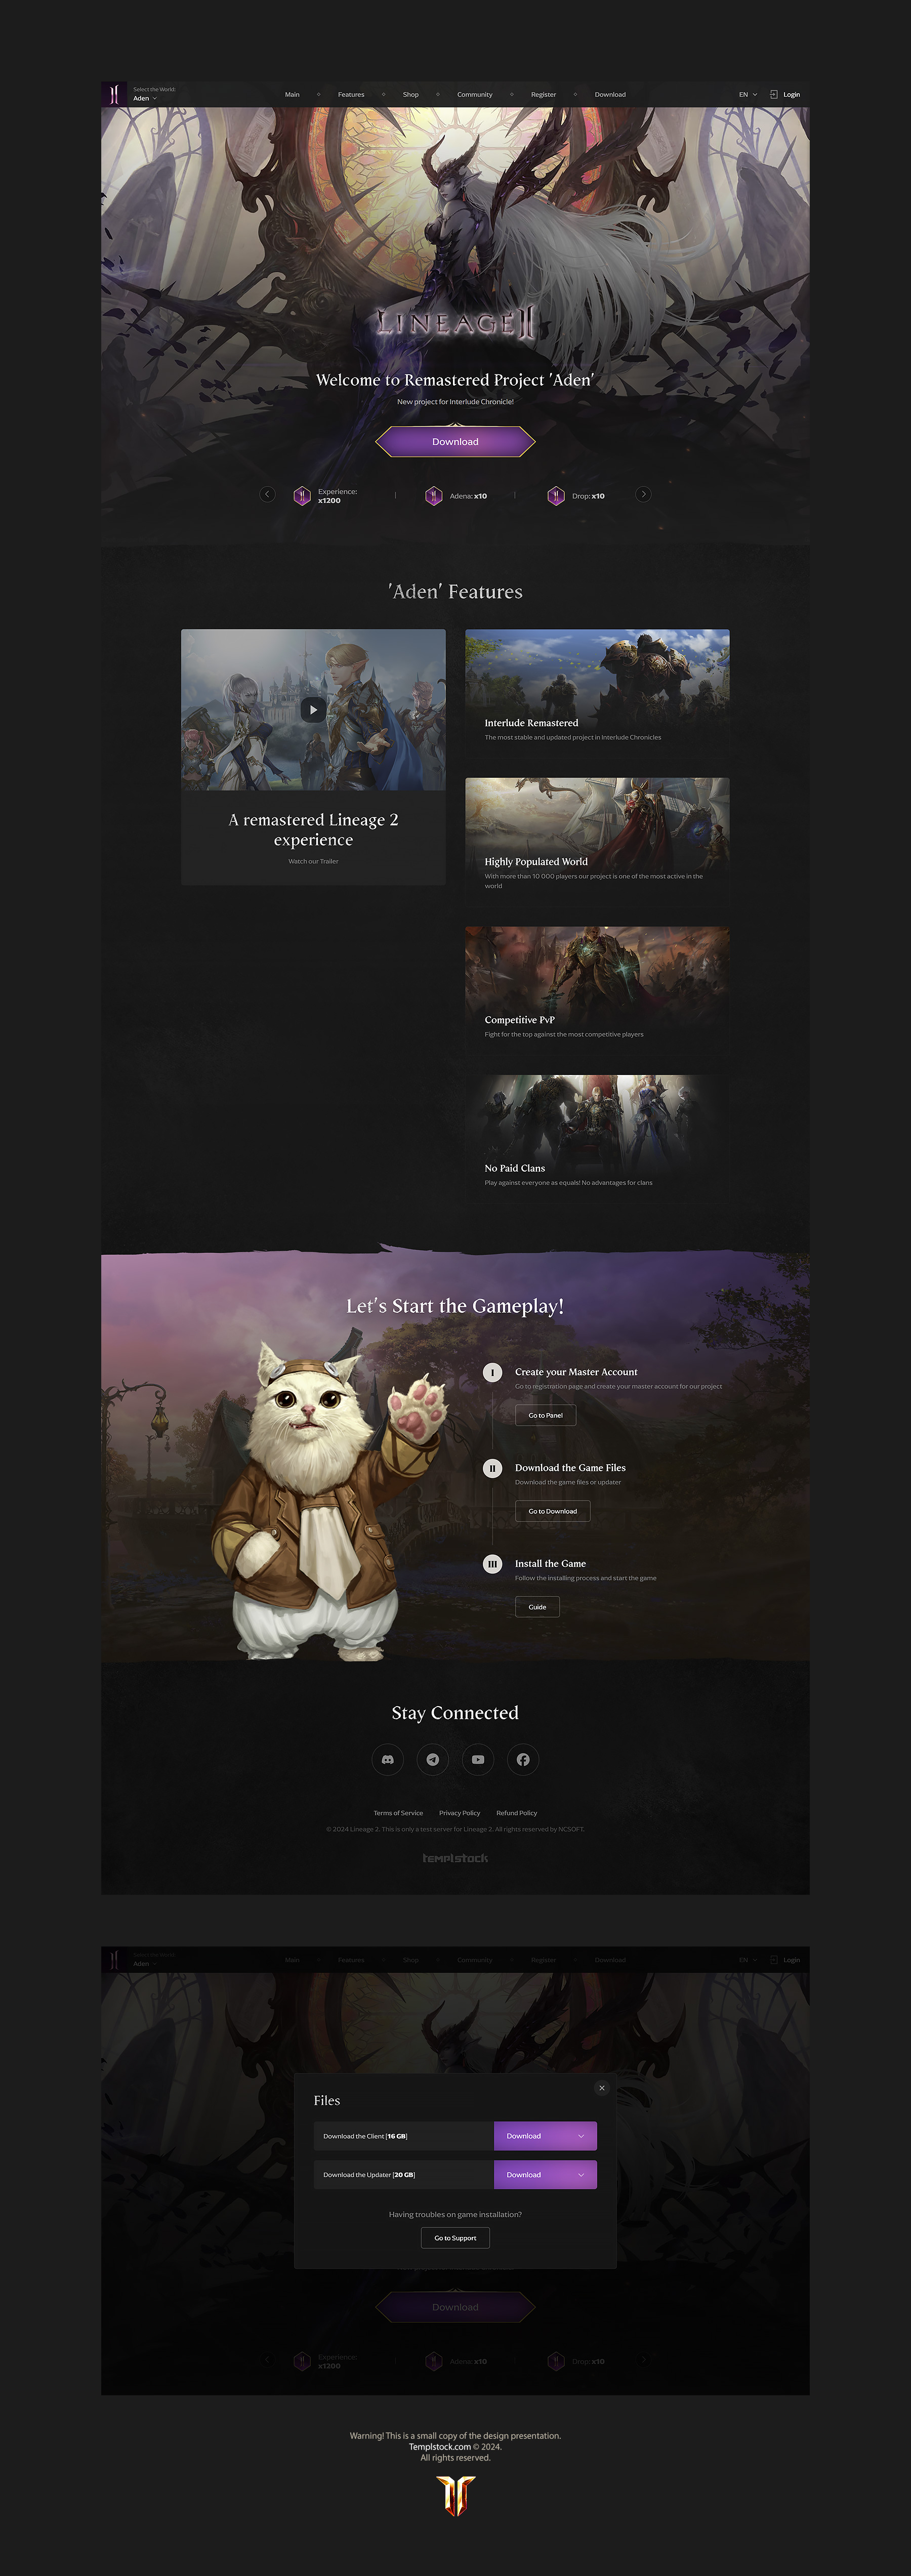 Select the World:
Aden
Main
Features
Shop
Community
Register
Download
EN
Login
LINEAGE II
Welcome to Remastered Project 'Aden'
New project for Interlude Chronicle!
Download
Experience:
x1200
Adena: x10
Drop: x10
'Aden' Features
A remastered Lineage 2
experience
Watch our Trailer
Interlude Remastered
The most stable and updated project in Interlude Chronicles
Highly Populated World
With more than 10 000 players our project is one of the most active in the
world
Competitive PvP
Fight for the top against the most competitive players
No Paid Clans
Play against everyone as equals! No advantages for clans
Let's Start the Gameplay!
I
Create your Master Account
Go to registration page and create your master account for our project
Go to Panel
II
Download the Game Files
Download the game files or updater
Go to Download
III
Install the Game
Follow the installing process and start the game
Guide
Stay Connected
Terms of Service
Privacy Policy
Refund Policy
© 2024 Lineage 2. This is only a test server for Lineage 2. All rights reserved by NCSOFT.
templstock
Select the World:
Aden
Main
Features
Shop
Community
Register
Download
EN
Login
Files
Download the Client [16 GB]
Download
Download the Updater [20 GB]
Download
Having troubles on game installation?
Go to Support
Download
Experience:
x1200
Adena: x10
Drop: x10
Warning! This is a small copy of the design presentation.
Templstock.com © 2024.
All rights reserved.